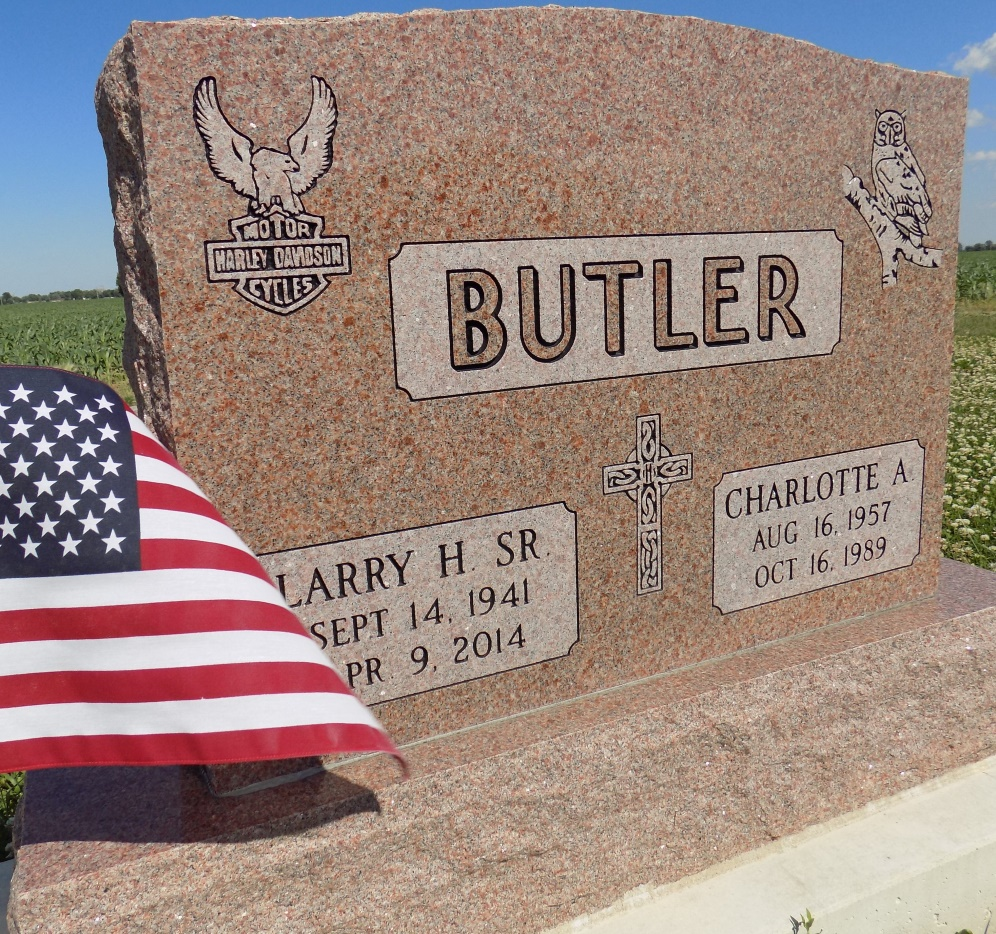 MOTOR
HARLEY DAVIDSON
CYCLES
BUTLER
LARRY H. SR.
SEPT 14, 1941
PR. 9, 2014
CHARLOTTE A.
AUG 16, 1957
OCT 16, 1989